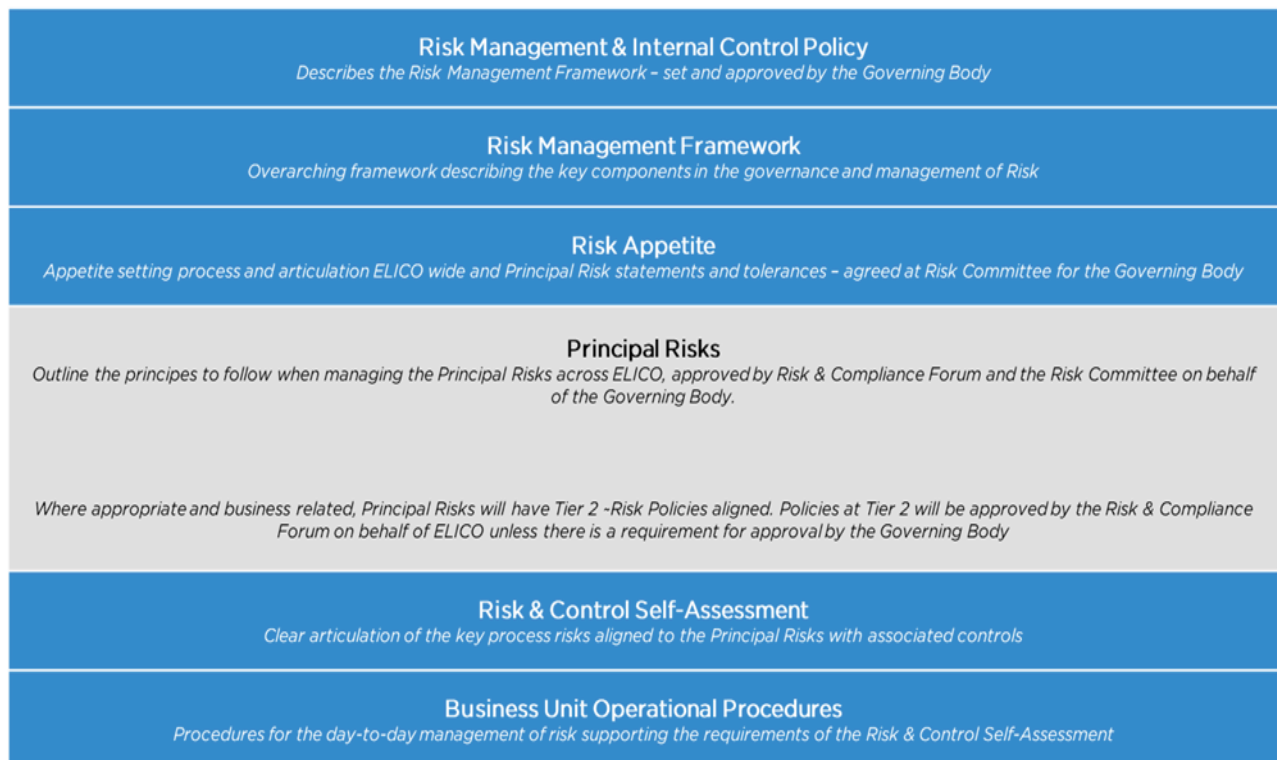 Risk Management & Internal Control Policy
Describes the Risk Management Framework – set and approved by the Governing Body
Risk Management Framework
Overarching framework describing the key components in the governance and management of Risk
Risk Appetite
Appetite setting process and articulation ELICO wide and Principal Risk statements and tolerances – agreed at Risk Committee for the Governing Body
Principal Risks
Outline the principes to follow when managing the Principal Risks across ELICO, approved by Risk & Compliance Forum and the Risk Committee on behalf
of the Governing Body.
Where appropriate and business related, Principal Risks will have Tier 2 -Risk Policies aligned. Policies at Tier 2 will be approved by the Risk & Compliance
Forum on behalf of ELICO unless there is a requirement for approval by the Governing Body
Risk & Control Self-Assessment
Clear articulation of the key process risks aligned to the Principal Risks with associated controls
Business Unit Operational Procedures
Procedures for the day-to-day management of risk supporting the requirements of the Risk & Control Self-Assessment